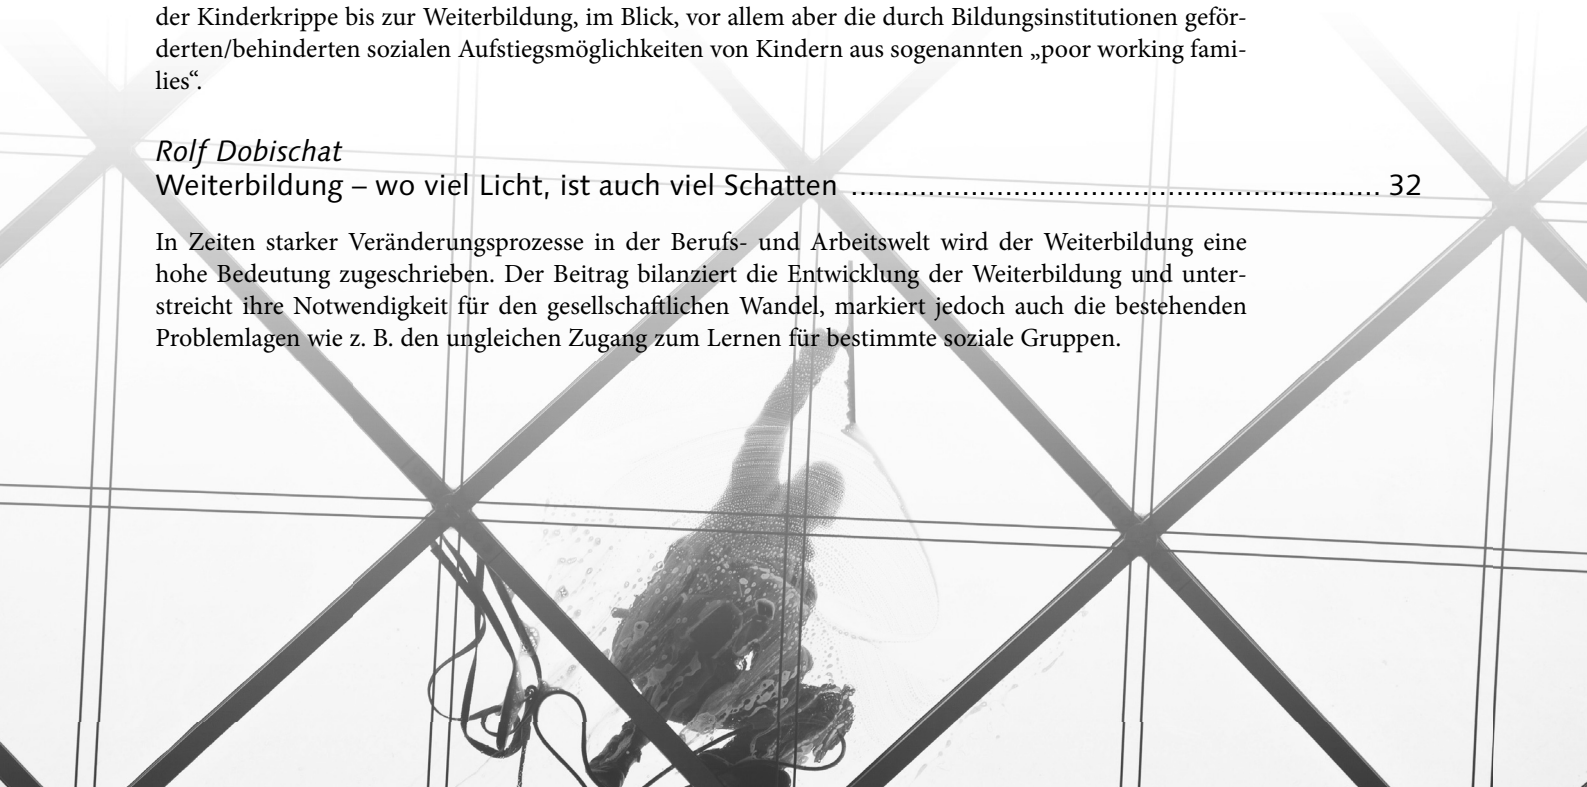 der Kinderkrippe bis zur Weiterbildung, im Blick, vor allem aber die durch Bildungsinstitutionen geför-
derten/behinderten sozialen Aufstiegsmöglichkeiten von Kindern aus sogenannten „poor working fami-
lies“.
Rolf Dobischat
Weiterbildung – wo viel Licht, ist auch viel Schatten ............................................................... 32
In Zeiten starker Veränderungsprozesse in der Berufs- und Arbeitswelt wird der Weiterbildung eine
hohe Bedeutung zugeschrieben. Der Beitrag bilanziert die Entwicklung der Weiterbildung und unter-
streicht ihre Notwendigkeit für den gesellschaftlichen Wandel, markiert jedoch auch die bestehenden
Problemlagen wie z. B. den ungleichen Zugang zum Lernen für bestimmte soziale Gruppen.